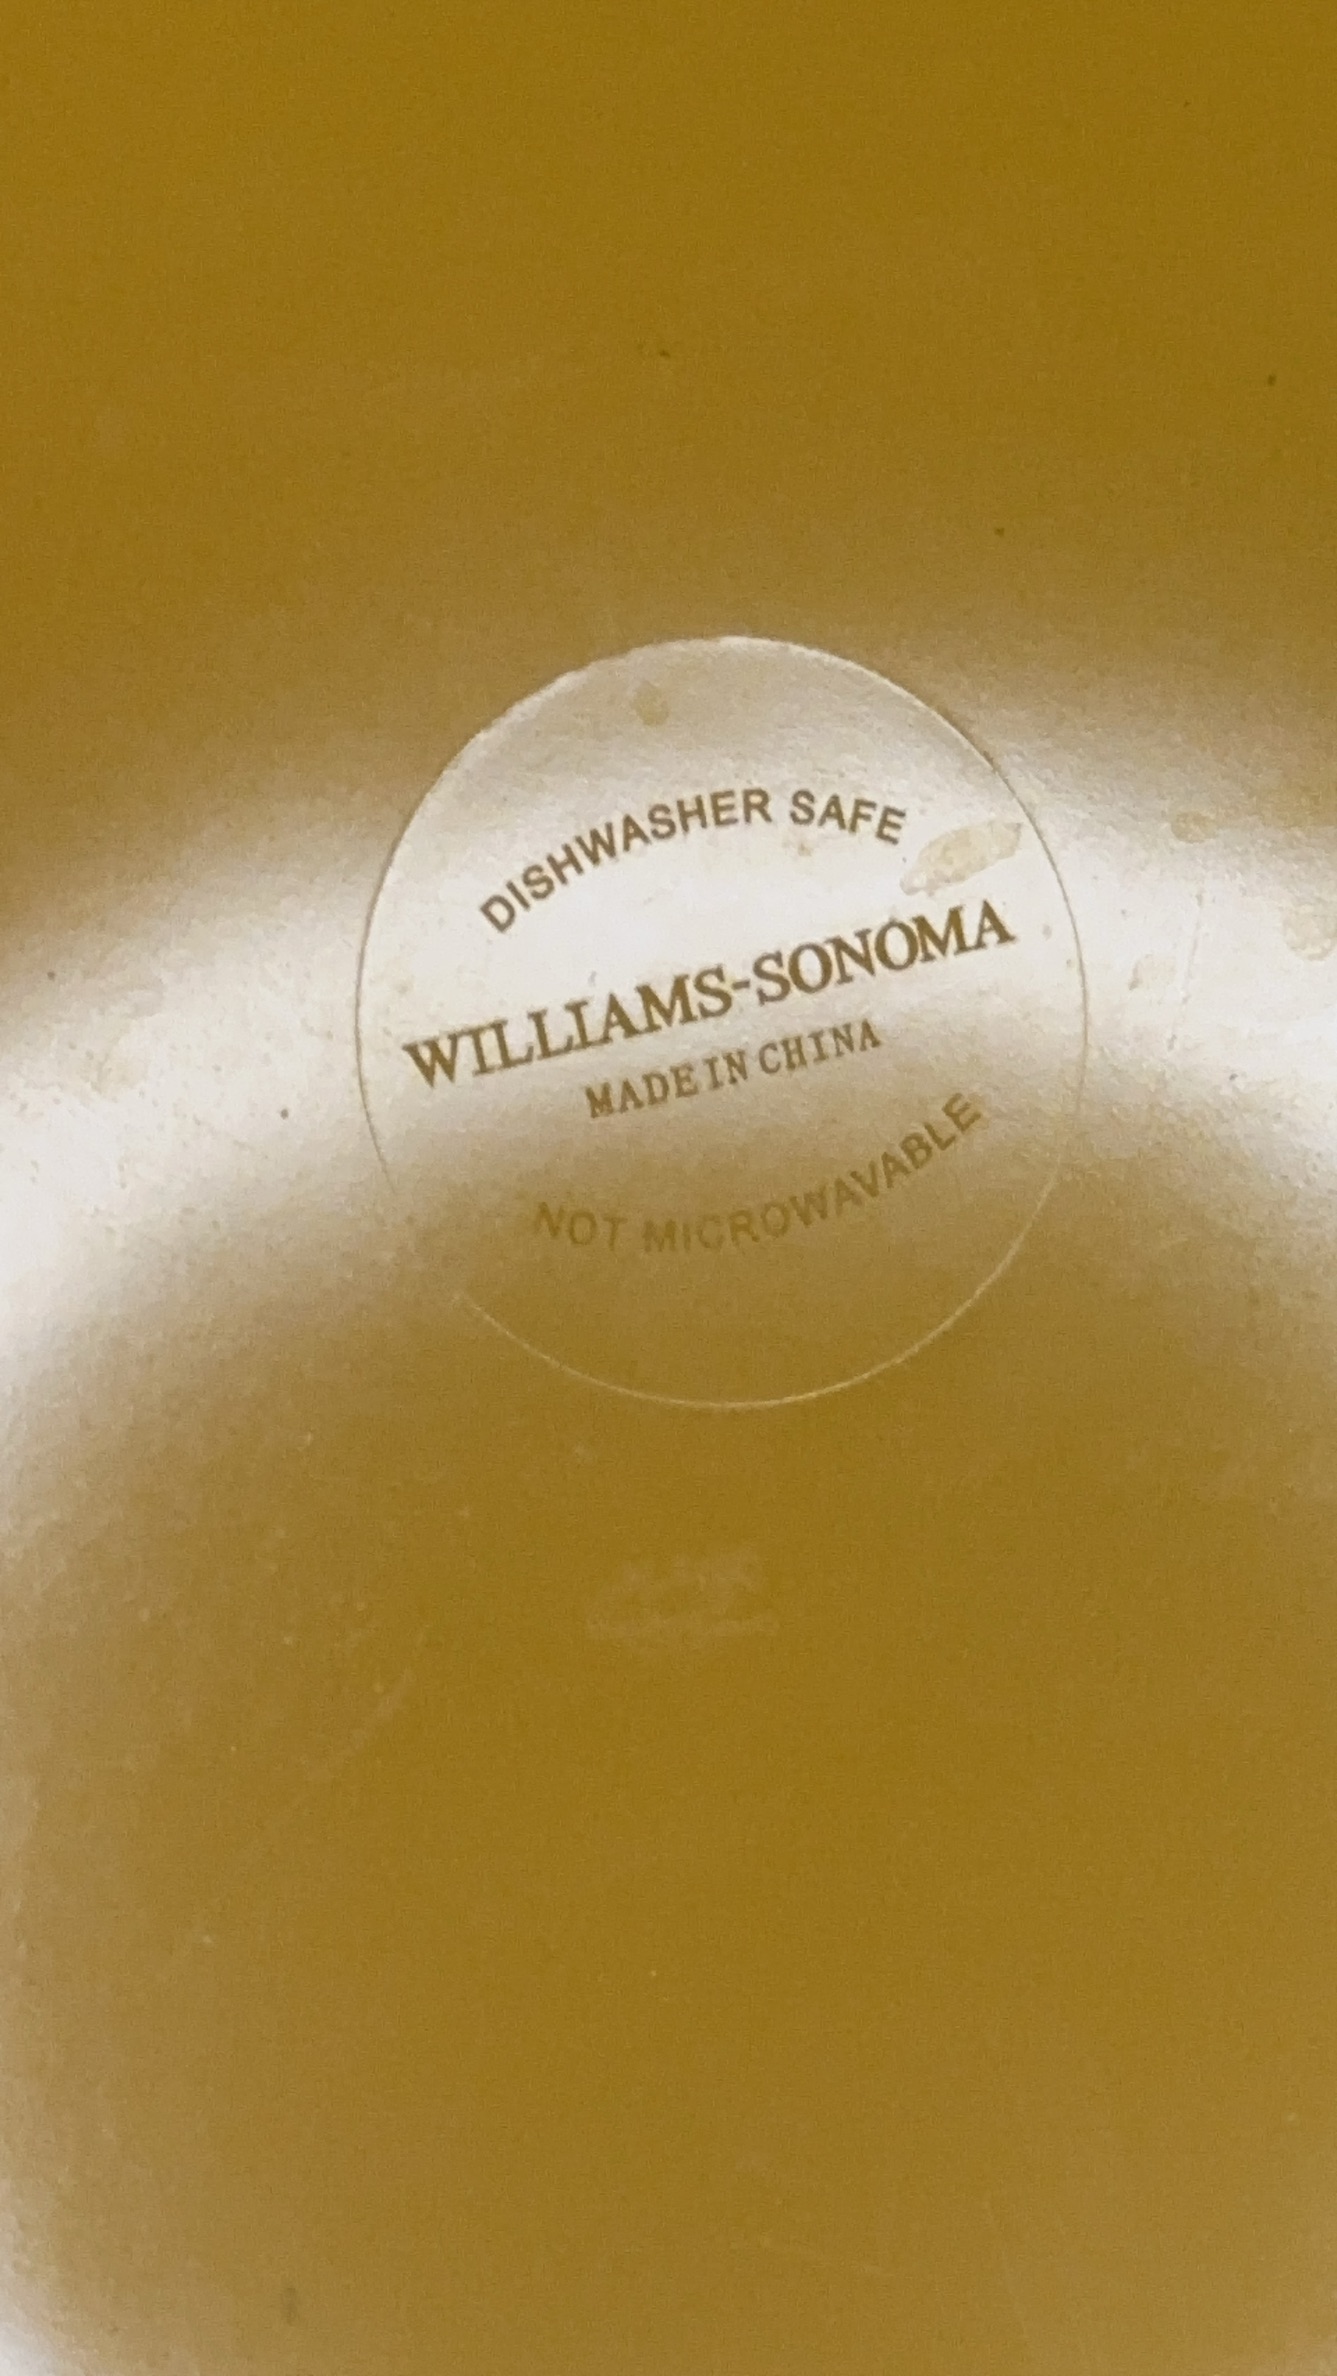 DISHWASHER SAFE
WILLIAMS-SONOMA
MADE IN CHINA
NOT MICROWAVABLE